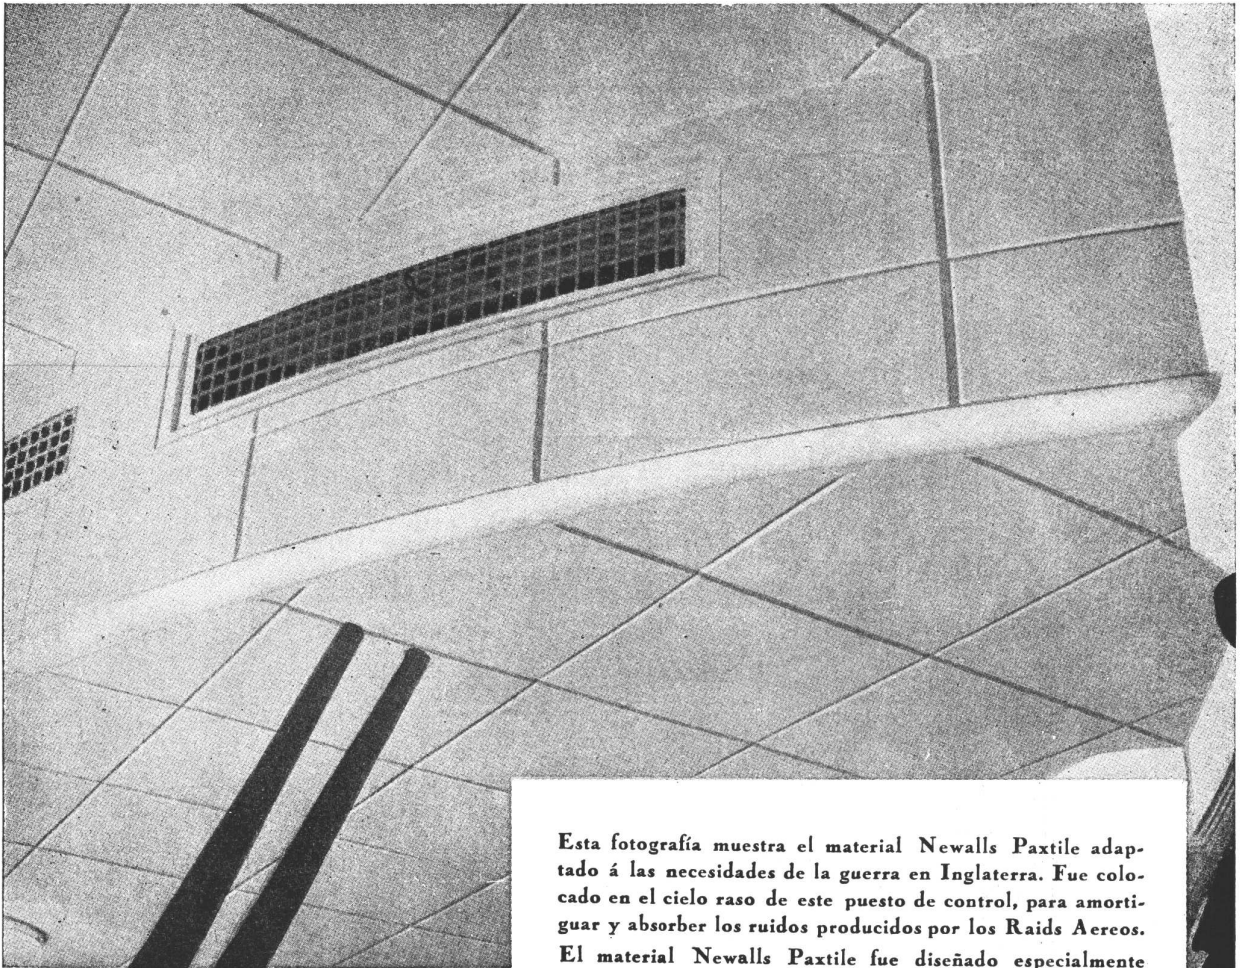 Esta fotografía muestra el material Newalls Paxtile adap-
tado á las necesidades de la guerra en Inglaterra. Fue colo-
cado en el cielo raso de este puesto de control, para amorti-
guar y absorber los ruidos producidos por los Raids Aereos.
El material Newalls Paxtile fue diseñado especialmente